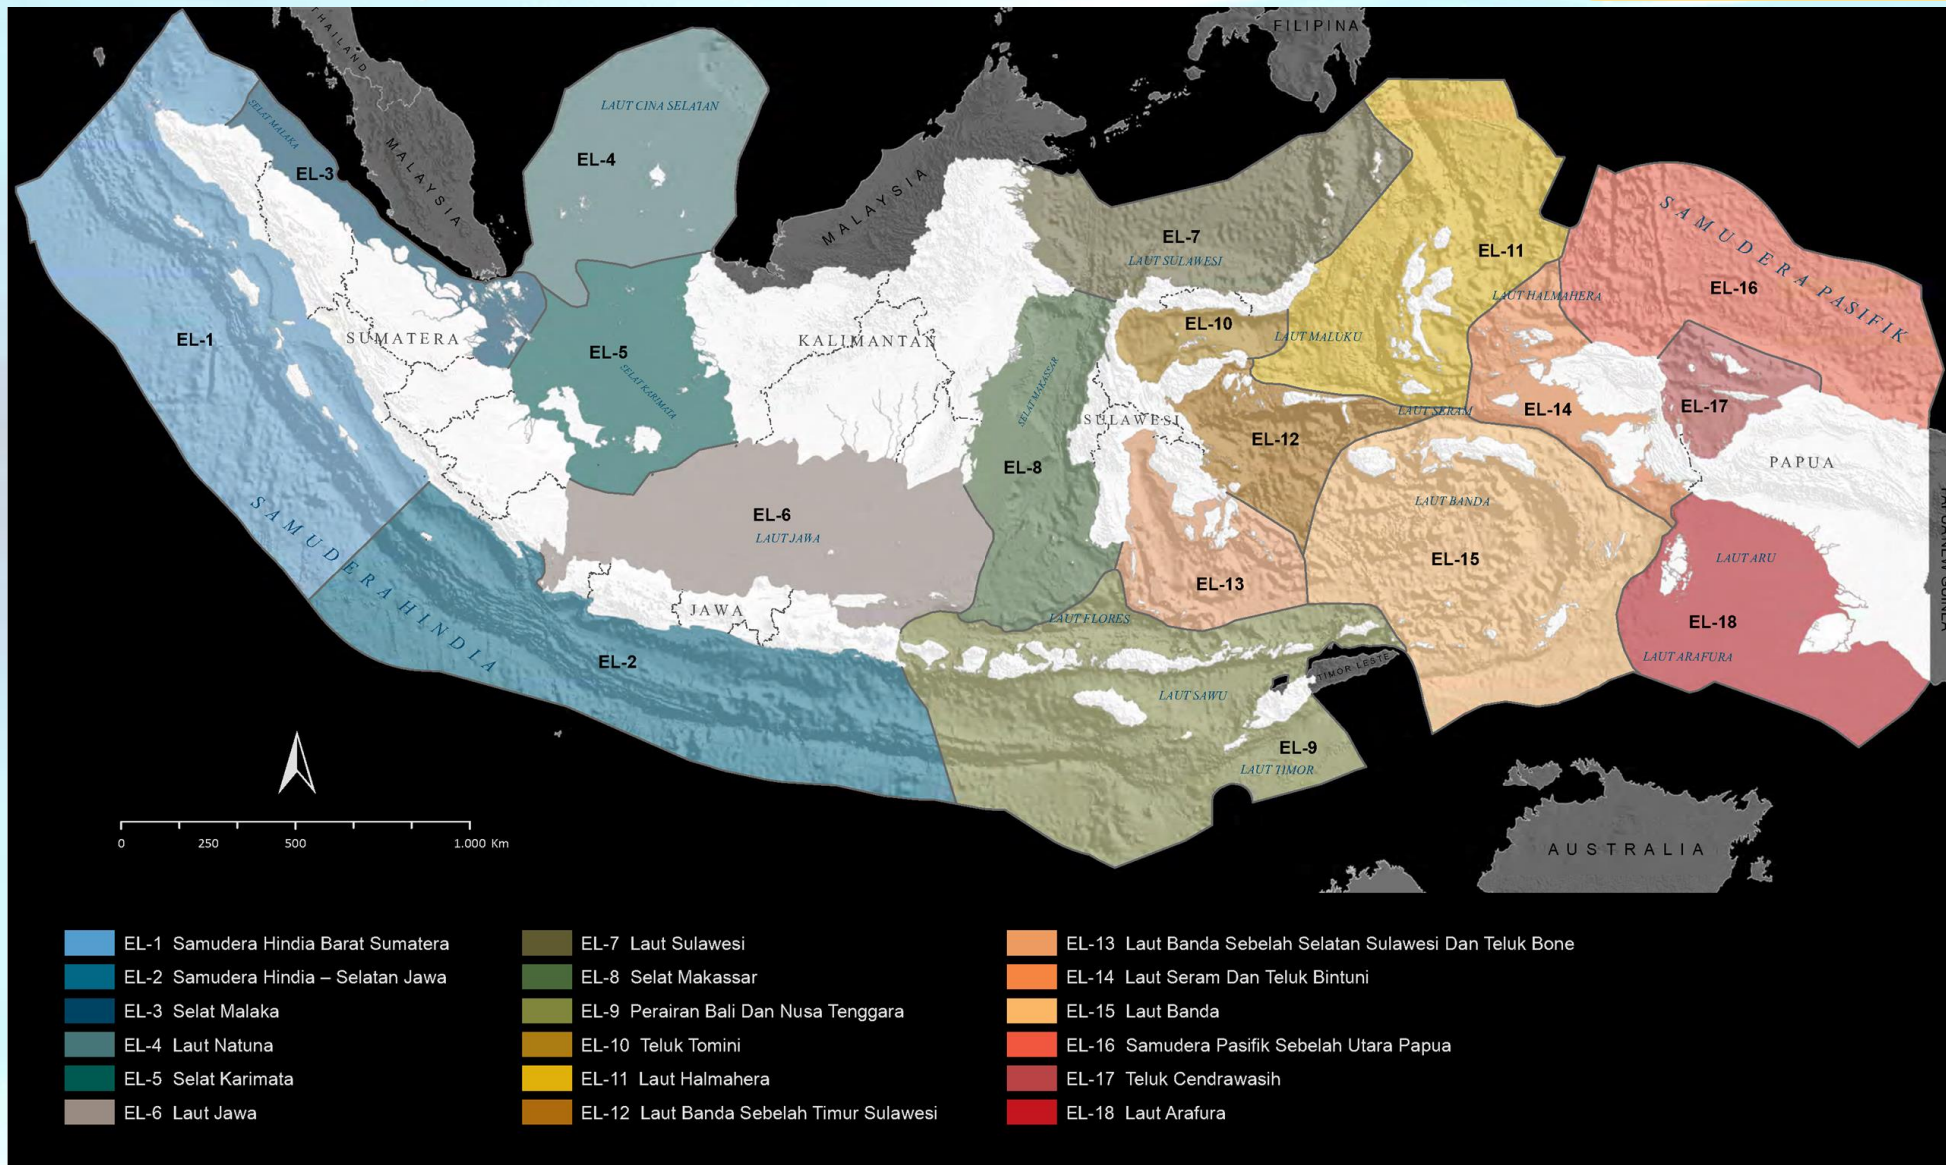 THAILAND
FILIPINA
LAUT CINA SELATAN
SELAT MALAKA
EL-4
MALAYSIA
EL-3
MALAYSIA
SAMUDERA PASIFIK
EL-7
LAUT SULAWESI
EL-11
EL-16
LAUT HALMAHERA
EL-1
SUMATERA
EL-5
SELAT KARIMATA
KALIMANTAN
SELAT MAKASSAR
EL-10
LAUT MALUKU
SULAWESI
LAUT SERAM
EL-14
EL-17
EL-12
EL-8
PAPUA
LAUT BANDA
SAMUDERA HINDIA
EL-6
LAUT JAWA
EL-15
EL-13
LAUT ARU
JAWA
LAUT FLORES
EL-18
EL-2
LAUT ARAFURA
TIMOR LESTE
LAUT SAWU
EL-9
LAUT TIMOR
AUSTRALIA
0 250 500 1.000 Km
EL-1 Samudera Hindia Barat Sumatera
EL-2 Samudera Hindia – Selatan Jawa
EL-3 Selat Malaka
EL-4 Laut Natuna
EL-5 Selat Karimata
EL-6 Laut Jawa
EL-7 Laut Sulawesi
EL-8 Selat Makassar
EL-9 Perairan Bali Dan Nusa Tenggara
EL-10 Teluk Tomini
EL-11 Laut Halmahera
EL-12 Laut Banda Sebelah Timur Sulawesi
EL-13 Laut Banda Sebelah Selatan Sulawesi Dan Teluk Bone
EL-14 Laut Seram Dan Teluk Bintuni
EL-15 Laut Banda
EL-16 Samudera Pasifik Sebelah Utara Papua
EL-17 Teluk Cendrawasih
EL-18 Laut Arafura